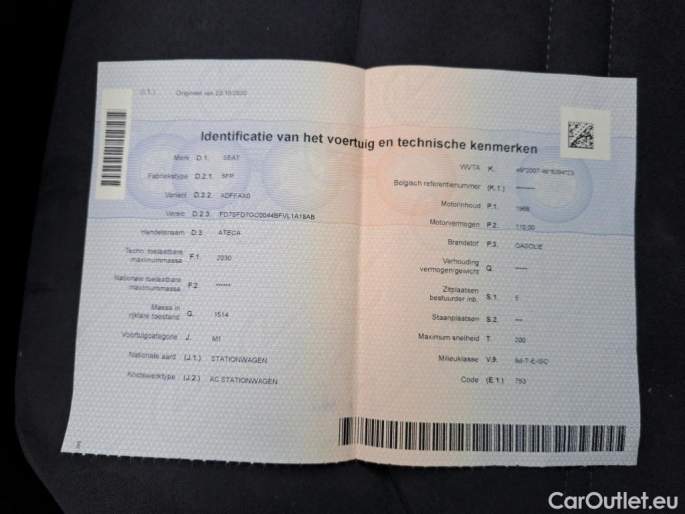 (I.1.) Origineel van 23/10/2020
Identificatie van het voertuig en technische kenmerken
Merk D.1. SEAT
Fabriekstype D.2.1. 5FP
Variant D.2.2.
Versie D.2.3.
Handelsnaam D.3. ATECA
Techn. toelaatbare maximummassa F.1. 2030
Nationale toelaatbare maximummassa F.2. ------
Massa in rijklare toestand G. 1514
Voertuigcategorie J. M1
Nationale aard (J.1.) STATIONWAGEN
Koetswerktype (J.2.) AC STATIONWAGEN
WVTA K.
Belgisch referentienummer (K.1.)
Motorinhoud P.1. 1968
Motorvermogen P.2. 110,00
Brandstof P.3. GASOLIE
Verhouding vermogen/gewicht Q. -----
Zitplaatsen bestuurder inb. S.1. 5
Staanplaatsen S.2. ---
Maximum snelheid T. 200
Milieuklasse V.9.
Code (E.1.) 793
CarOutlet.eu